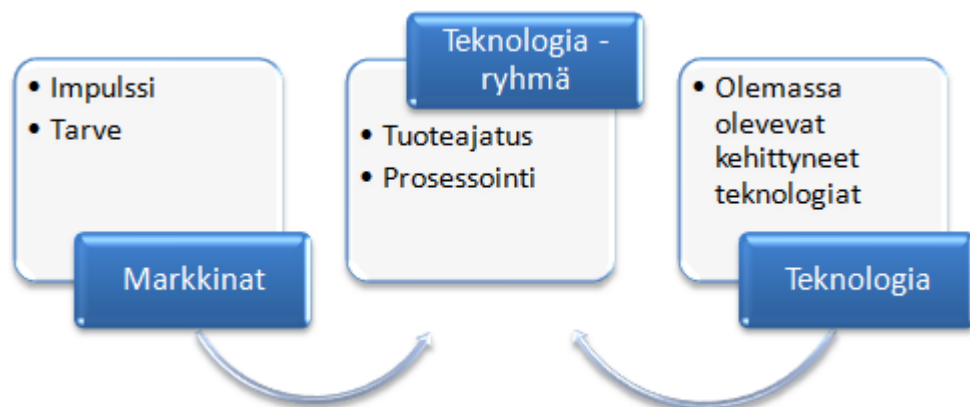 • Impulssi
• Tarve
Markkinat
Teknologia -
ryhmä
• Tuoteajatus
• Prosessointi
• Olemassa
olevevat
kehittyneet
teknologiat
Teknologia